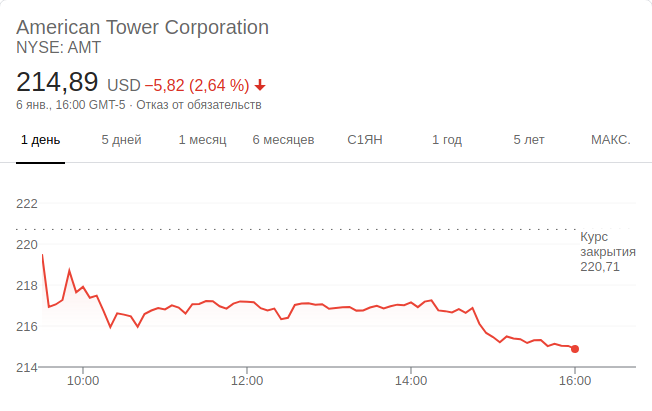 American Tower Corporation
NYSE: AMT
214,89 USD −5,82 (2,64 %)
6 янв., 16:00 GMT-5 · Отказ от обязательств
1 день 5 дней 1 месяц 6 месяцев С1ЯН 1 год 5 лет МАКС.
222
Курс
закрытия
220,71
220
218
216
214
10:00 12:00 14:00 16:00